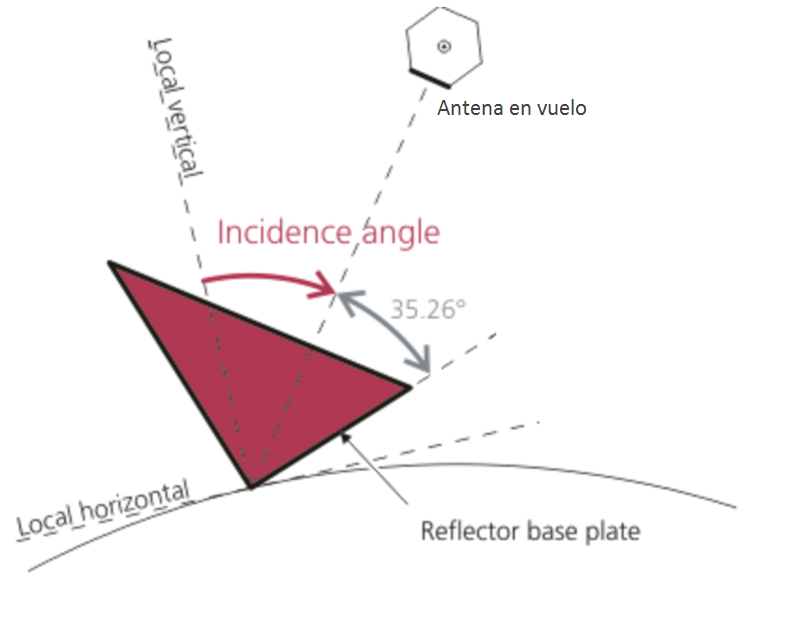 Local vertical
Antena en vuelo
Incidence angle
35.26°
Local horizontal
Reflector base plate